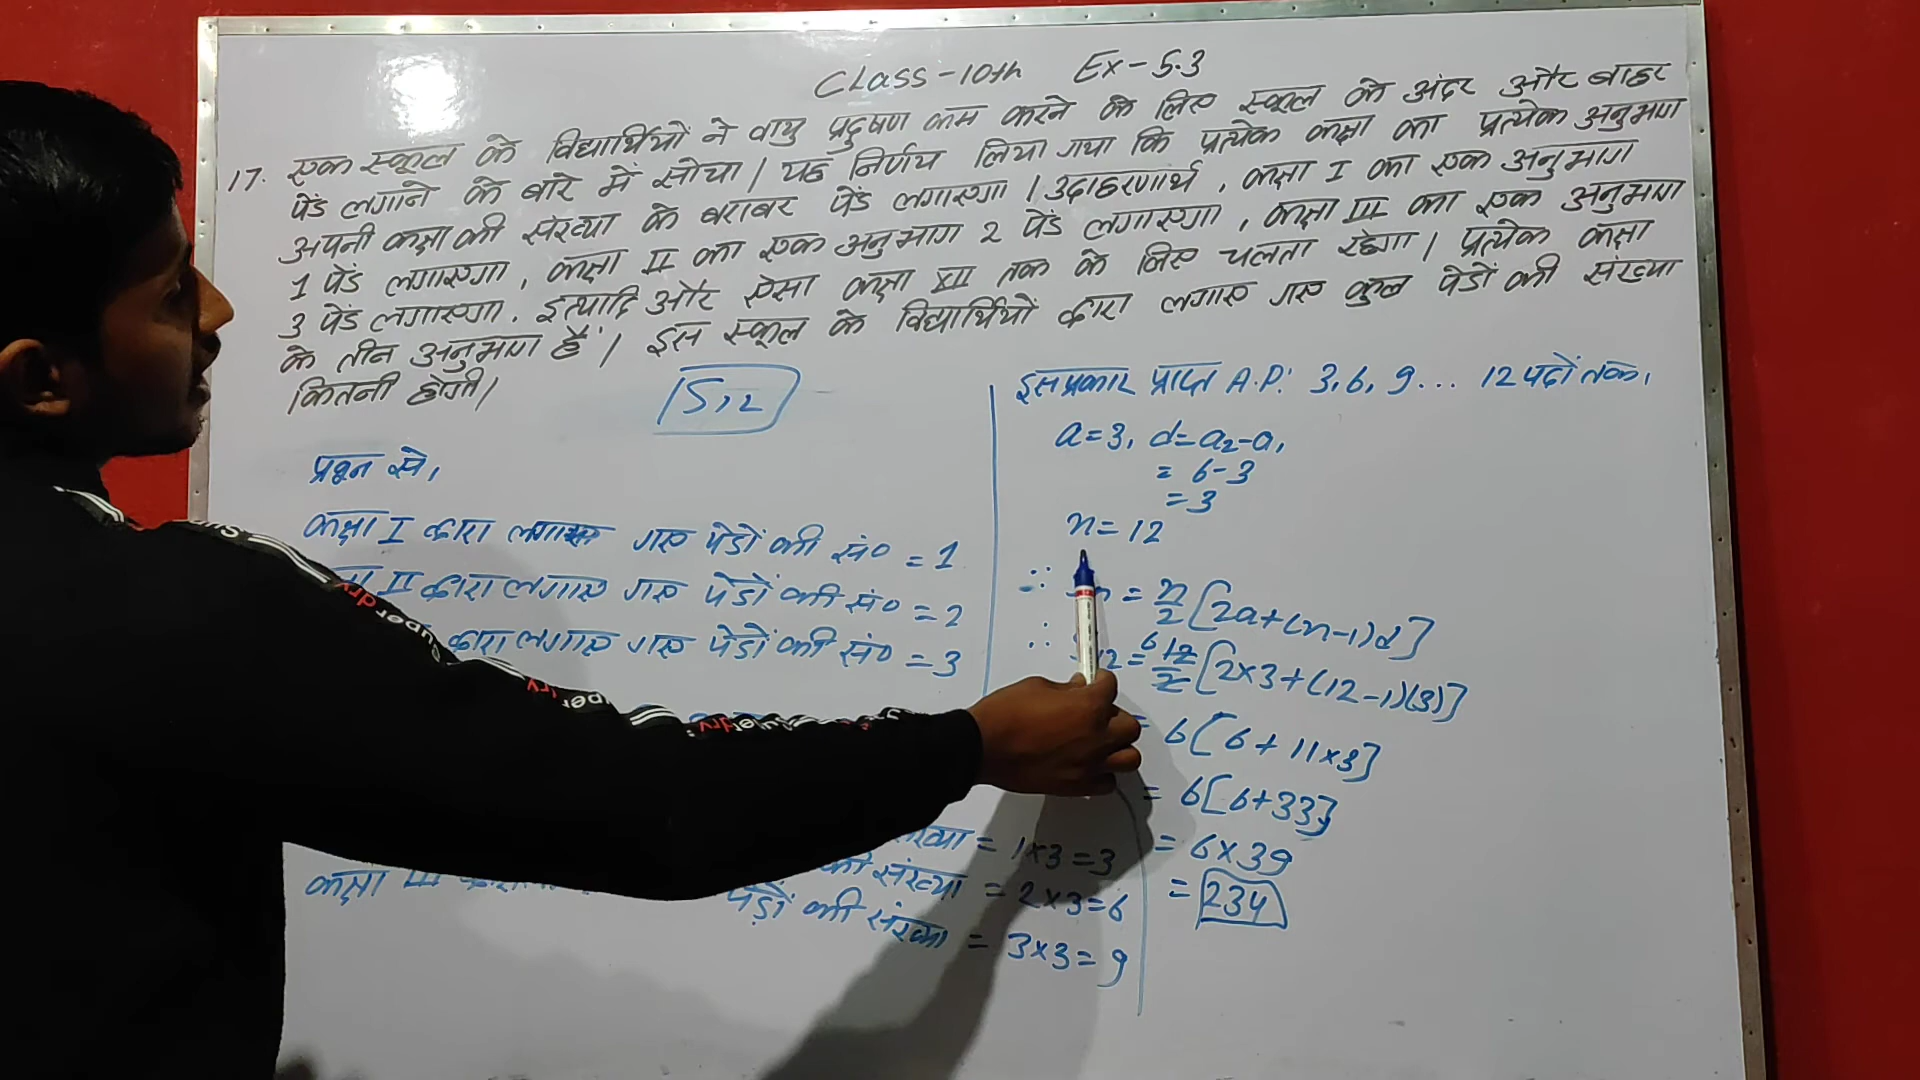 Class-10th Ex-5.3
17. एक स्कूल के विद्यार्थियों ने वायु प्रदुषण कम करने के लिए स्कूल के अंदर और बाहर
पेंड लगाने के बारे में सोचा। यह निर्णय लिया गया कि प्रत्येक कक्षा का प्रत्येक अनुभाग
अपनी कक्षा की संख्या के बराबर पेंड लगाएगा। उदाहरणार्थ, कक्षा I का एक अनुभाग
1 पेंड लगाएगा, कक्षा II का एक अनुभाग 2 पेंड लगाएगा, कक्षा III का एक अनुभाग
3 पेंड लगाएगा, इत्यादि और ऐसा कक्षा XII तक के लिए चलता रहेगा। प्रत्येक कक्षा
के तीन अनुभाग हैं। इस स्कूल के विद्यार्थियों द्वारा लगाए गए कुल पेडों की संख्या
कितनी होगी।
S12
प्रश्न से,
कक्षा I द्वारा लगाए गए पेडों की सं० = 1
II द्वारा लगाए गए पेडों की सं० = 2
द्वारा लगाए गए पेडों की सं० = 3
संख्या = 1×3=3
की संख्या = 2×3=6
कक्षा III पेडों की संख्या = 3×3=9
इस प्रकार प्राप्त A.P: 3, 6, 9... 12 पदों तक,
a=3, d=a2-a1
= 6-3
= 3
n=12
∵ = n/2 [2a+(n-1)d]
∴ 12 = 6 12/2 [2×3+(12-1)(3)]
= 6[6+11×3]
= 6[6+33]
= 6×39
= 234